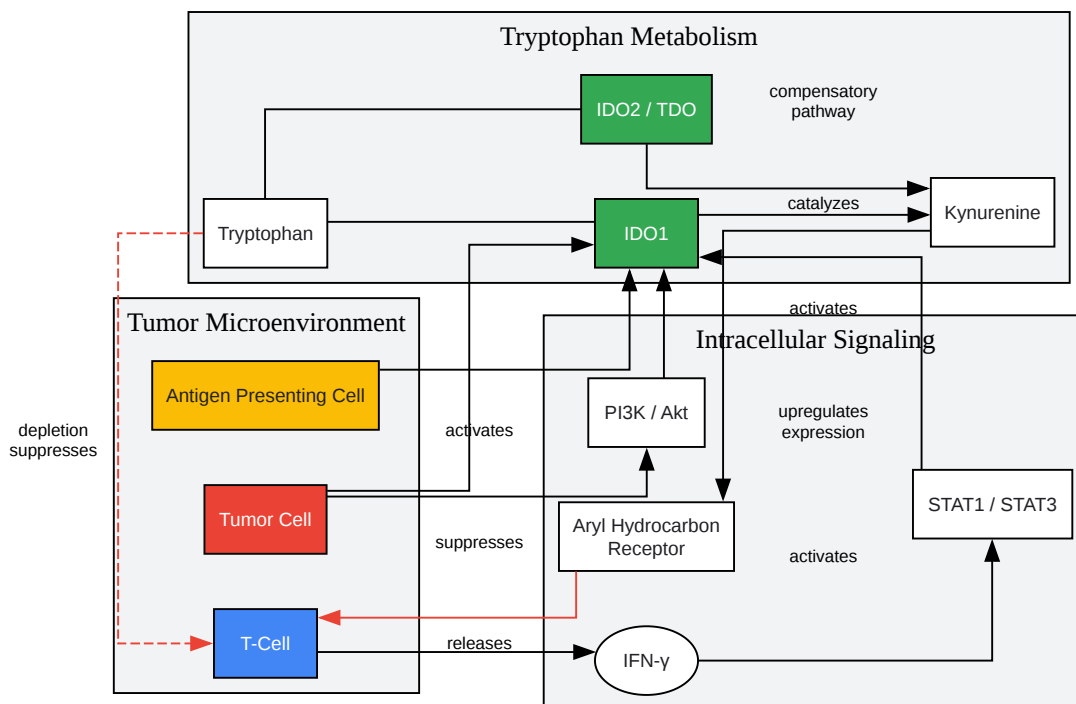 Tryptophan Metabolism
IDO2 / TDO
compensatory
pathway
Tryptophan
IDO1
catalyzes
Kynurenine
activates
Tumor Microenvironment
Intracellular Signaling
Antigen Presenting Cell
PI3K / Akt
depletion
suppresses
activates
upregulates
expression
Tumor Cell
STAT1 / STAT3
suppresses
Aryl Hydrocarbon
Receptor
activates
T-Cell
releases
IFN-γ